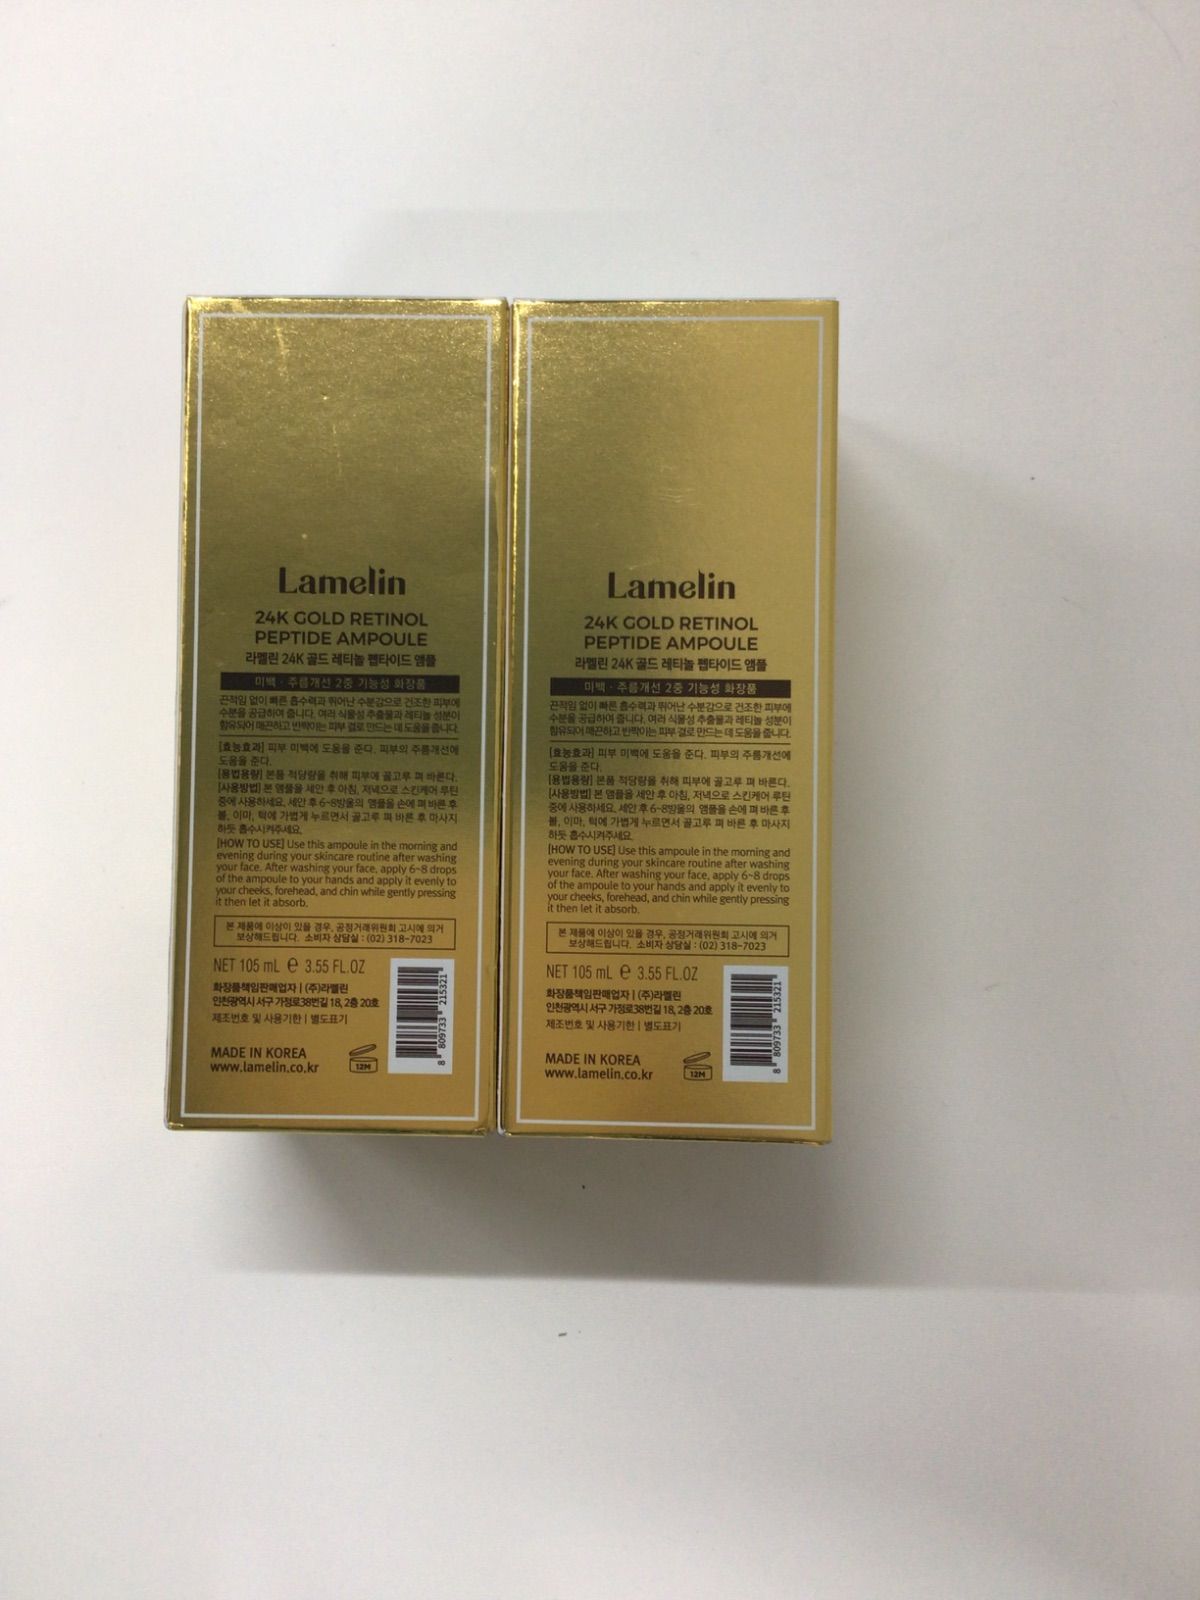 Lamelin
24K GOLD RETINOL
PEPTIDE AMPOULE
라멜린 24K 골드 레티놀 펩타이드 앰플
미백 · 주름개선 2중 기능성 화장품
끈적임 없이 빠른 흡수력과 뛰어난 수분감으로 건조한 피부에
수분을 공급하여 줍니다. 여러 식물성 추출물과 레티놀 성분이
함유되어 매끈하고 반짝이는 피부 결로 만드는 데 도움을 줍니다.
[효능효과] 피부 미백에 도움을 준다. 피부의 주름개선에
도움을 준다.
[용법용량] 본품 적당량을 취해 피부에 골고루 펴 바른다.
[사용방법] 본 앰플을 세안 후 아침, 저녁으로 스킨케어 루틴
중에 사용하세요. 세안 후 6~8방울의 앰플을 손에 펴 바른 후
볼, 이마, 턱에 가볍게 누르면서 골고루 펴 바른 후 마사지
하듯 흡수시켜주세요.
[HOW TO USE] Use this ampoule in the morning and
evening during your skincare routine after washing
your face. After washing your face, apply 6~8 drops
of the ampoule to your hands and apply it evenly to
your cheeks, forehead, and chin while gently pressing
it then let it absorb.
본 제품에 이상이 있을 경우, 공정거래위원회 고시에 의거
보상해드립니다. 소비자 상담실 : (02) 318-7023
NET 105 mL ℮ 3.55 FL.OZ
화장품책임판매업자 | (주)라멜린
인천광역시 서구 가정로38번길 18, 2층 20호
제조번호 및 사용기한 | 별도표기
MADE IN KOREA
www.lamelin.co.kr
12M
8 809733 215321
Lamelin
24K GOLD RETINOL
PEPTIDE AMPOULE
라멜린 24K 골드 레티놀 펩타이드 앰플
미백 · 주름개선 2중 기능성 화장품
끈적임 없이 빠른 흡수력과 뛰어난 수분감으로 건조한 피부에
수분을 공급하여 줍니다. 여러 식물성 추출물과 레티놀 성분이
함유되어 매끈하고 반짝이는 피부 결로 만드는 데 도움을 줍니다.
[효능효과] 피부 미백에 도움을 준다. 피부의 주름개선에
도움을 준다.
[용법용량] 본품 적당량을 취해 피부에 골고루 펴 바른다.
[사용방법] 본 앰플을 세안 후 아침, 저녁으로 스킨케어 루틴
중에 사용하세요. 세안 후 6~8방울의 앰플을 손에 펴 바른 후
볼, 이마, 턱에 가볍게 누르면서 골고루 펴 바른 후 마사지
하듯 흡수시켜주세요.
[HOW TO USE] Use this ampoule in the morning and
evening during your skincare routine after washing
your face. After washing your face, apply 6~8 drops
of the ampoule to your hands and apply it evenly to
your cheeks, forehead, and chin while gently pressing
it then let it absorb.
본 제품에 이상이 있을 경우, 공정거래위원회 고시에 의거
보상해드립니다. 소비자 상담실 : (02) 318-7023
NET 105 mL ℮ 3.55 FL.OZ
화장품책임판매업자 | (주)라멜린
인천광역시 서구 가정로38번길 18, 2층 20호
제조번호 및 사용기한 | 별도표기
MADE IN KOREA
www.lamelin.co.kr
12M
8 809733 215321